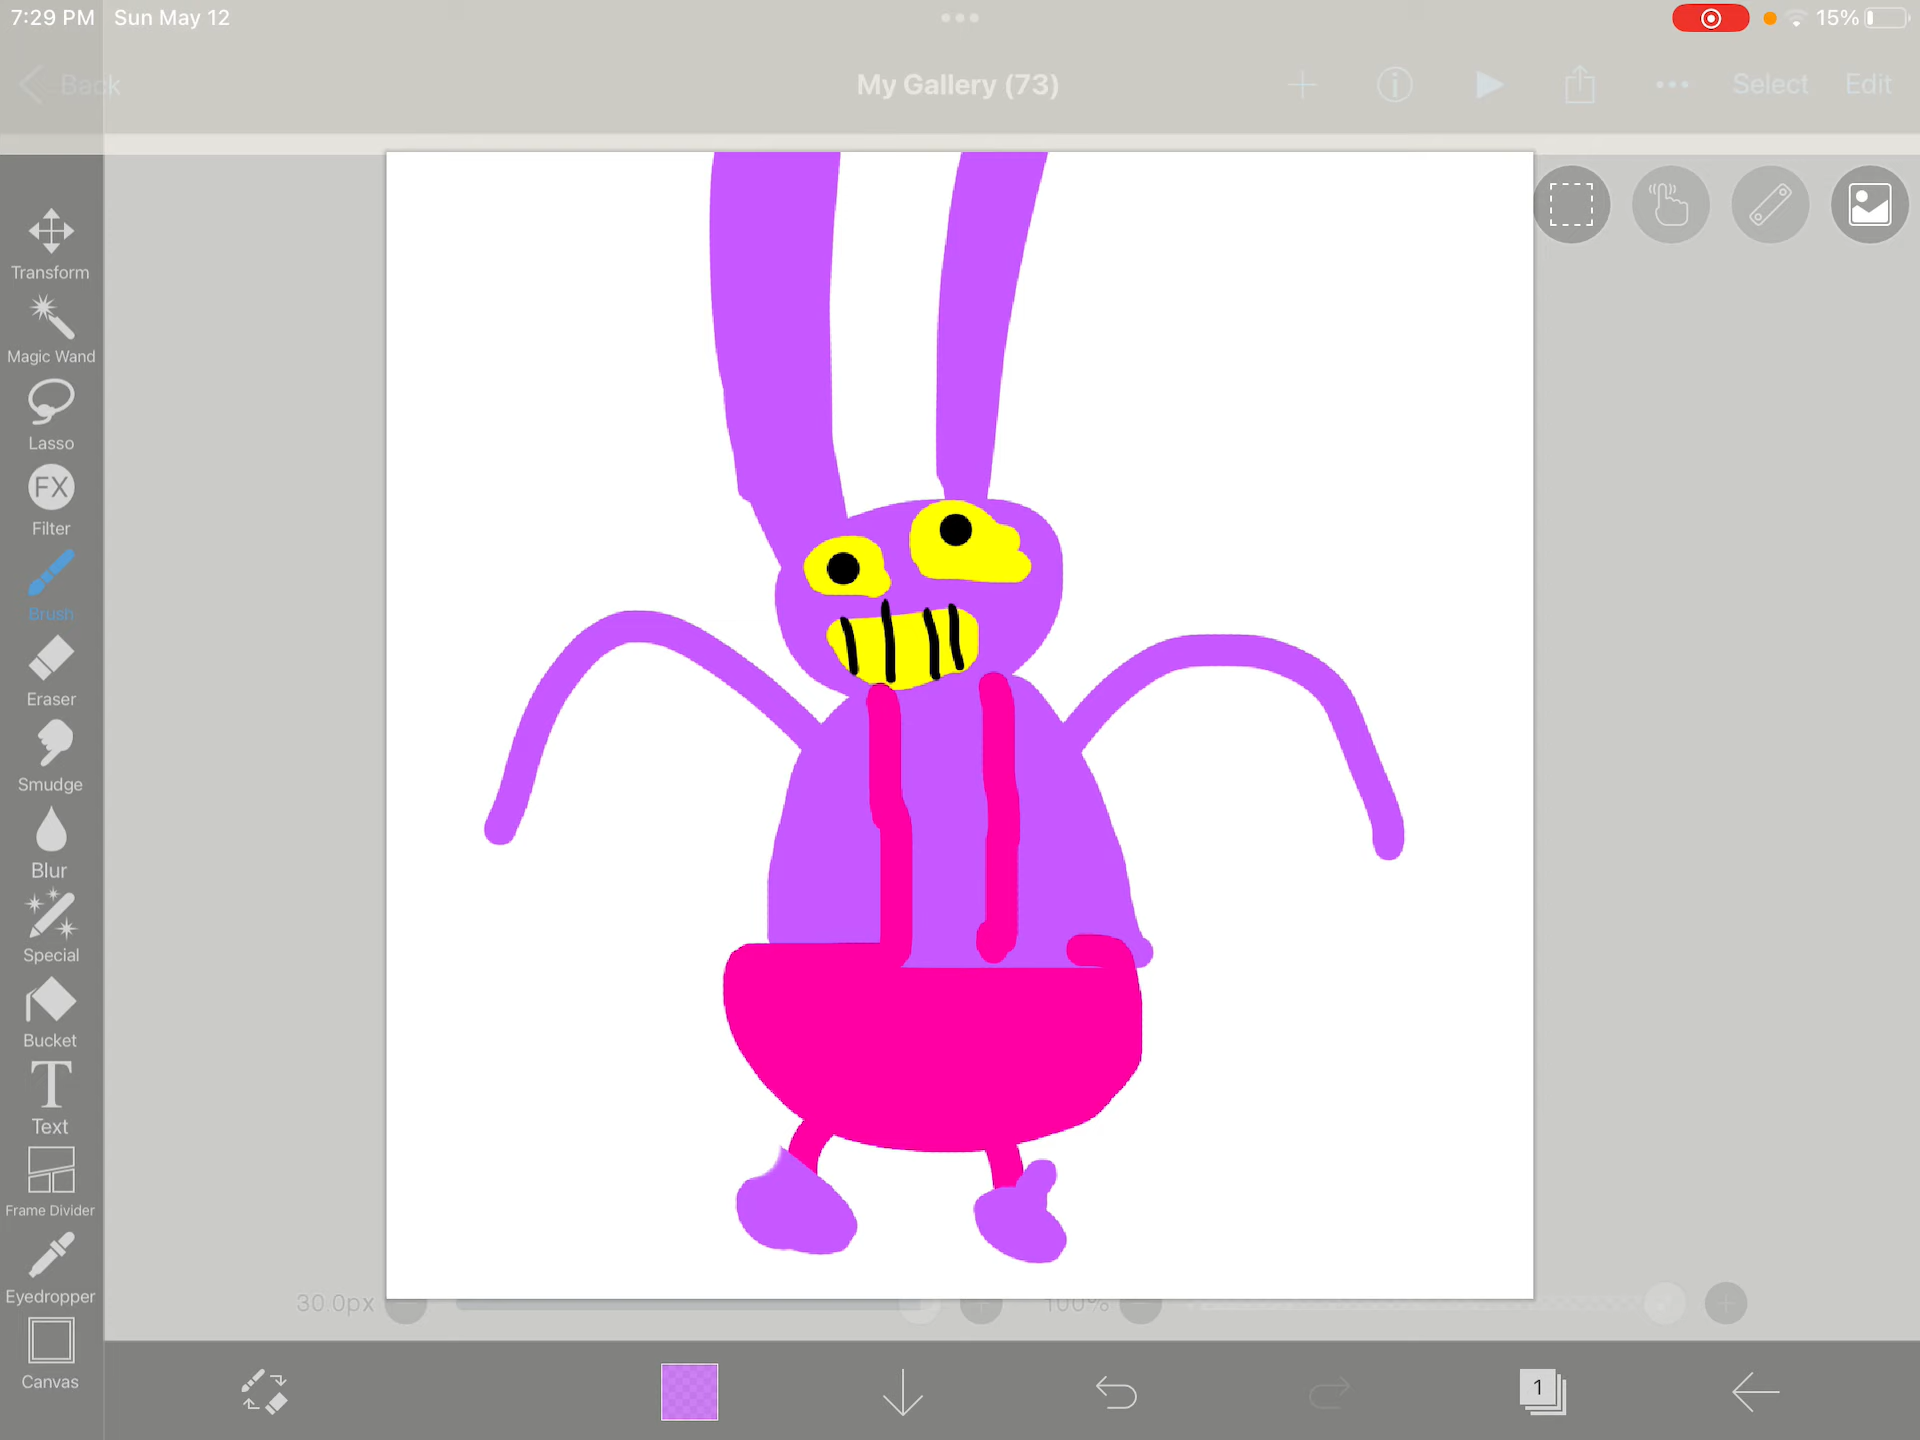 7:29 PM Sun May 12
15%
Back
My Gallery (73)
Select
Edit
Transform
Magic Wand
Lasso
FX
Filter
Brush
Eraser
Smudge
Blur
Special
Bucket
T
Text
Frame Divider
Eyedropper
Canvas
30.0px
100%
1